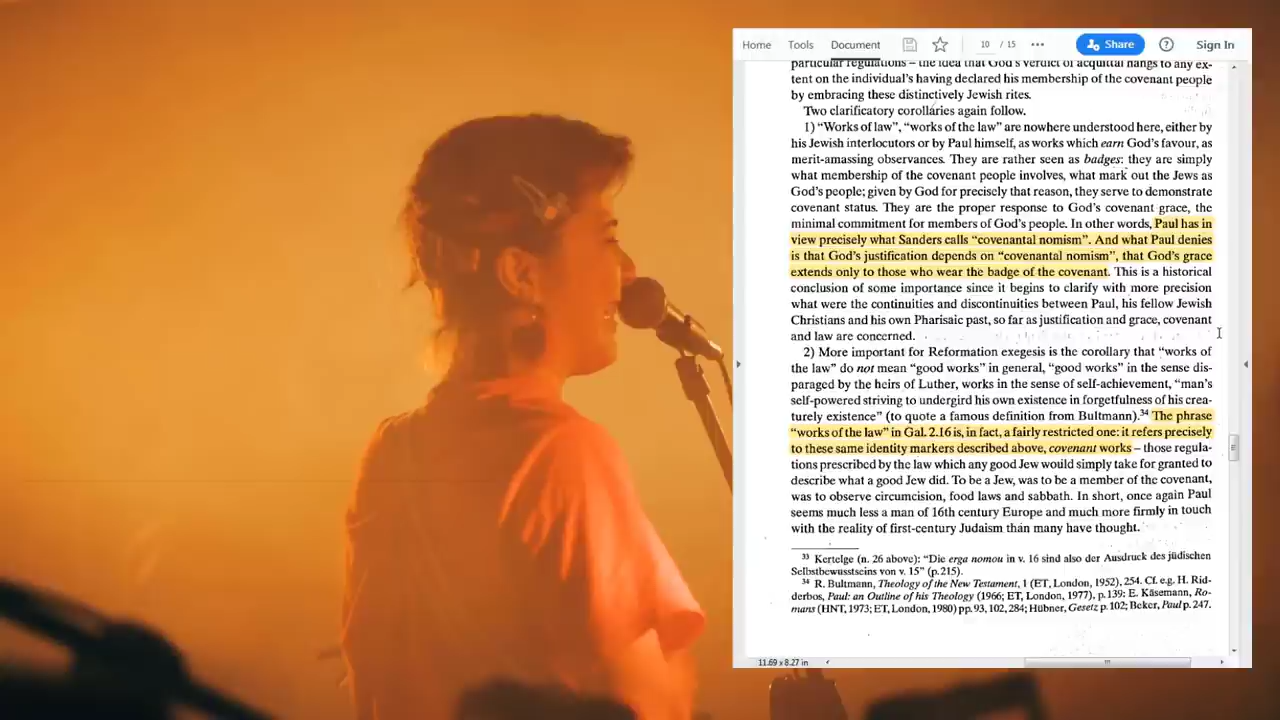 Home Tools Document 10 / 15 Share Sign In
particular regulations – the idea that God's verdict of acquittal hangs to any ex-
tent on the individual's having declared his membership of the covenant people
by embracing these distinctively Jewish rites.
Two clarificatory corollaries again follow.
1) “Works of law”, “works of the law” are nowhere understood here, either by
his Jewish interlocutors or by Paul himself, as works which earn God's favour, as
merit-amassing observances. They are rather seen as badges: they are simply
what membership of the covenant people involves, what mark out the Jews as
God's people; given by God for precisely that reason, they serve to demonstrate
covenant status. They are the proper response to God's covenant grace, the
minimal commitment for members of God's people. In other words, Paul has in
view precisely what Sanders calls “covenantal nomism”. And what Paul denies
is that God's justification depends on “covenantal nomism”, that God's grace
extends only to those who wear the badge of the covenant. This is a historical
conclusion of some importance since it begins to clarify with more precision
what were the continuities and discontinuities between Paul, his fellow Jewish
Christians and his own Pharisaic past, so far as justification and grace, covenant
and law are concerned.
2) More important for Reformation exegesis is the corollary that “works of
the law” do not mean “good works” in general, “good works” in the sense dis-
paraged by the heirs of Luther, works in the sense of self-achievement, “man's
self-powered striving to undergird his own existence in forgetfulness of his crea-
turely existence” (to quote a famous definition from Bultmann).34 The phrase
“works of the law” in Gal. 2.16 is, in fact, a fairly restricted one: it refers precisely
to these same identity markers described above, covenant works – those regula-
tions prescribed by the law which any good Jew would simply take for granted to
describe what a good Jew did. To be a Jew, was to be a member of the covenant,
was to observe circumcision, food laws and sabbath. In short, once again Paul
seems much less a man of 16th century Europe and much more firmly in touch
with the reality of first-century Judaism than many have thought.
33 Kertelge (n. 26 above): “Die erga nomou in v. 16 sind also der Ausdruck des jüdischen
Selbstbewusstseins von v. 15” (p.215).
34 R. Bultmann, Theology of the New Testament, 1 (ET, London, 1952), 254. Cf. e.g. H. Rid-
derbos, Paul: an Outline of his Theology (1966; ET, London, 1977), p.139; E. Käsemann, Ro-
mans (HNT, 1973; ET, London, 1980) pp. 93, 102, 284; Hübner, Gesetz p. 102; Beker, Paul p. 247.
11.69 x 8.27 in